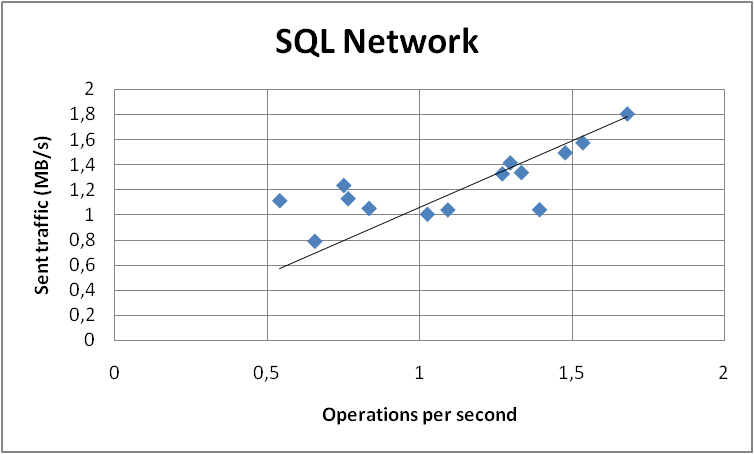 SQL Network
2
1,8
1,6
1,4
1,2
1
0,8
0,6
0,4
0,2
0
Sent traffic (MB/s)
0 0,5 1 1,5 2
Operations per second